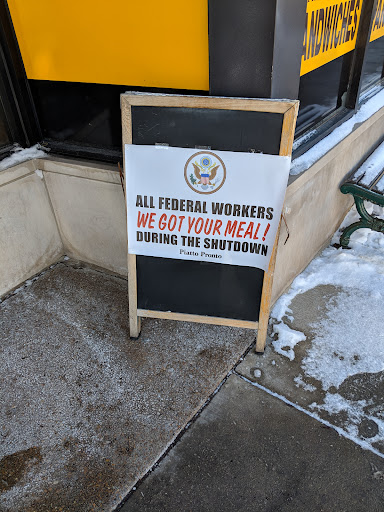 ANDWICHES
ALL FEDERAL WORKERS
WE GOT YOUR MEAL!
DURING THE SHUTDOWN
Piatto Pronto